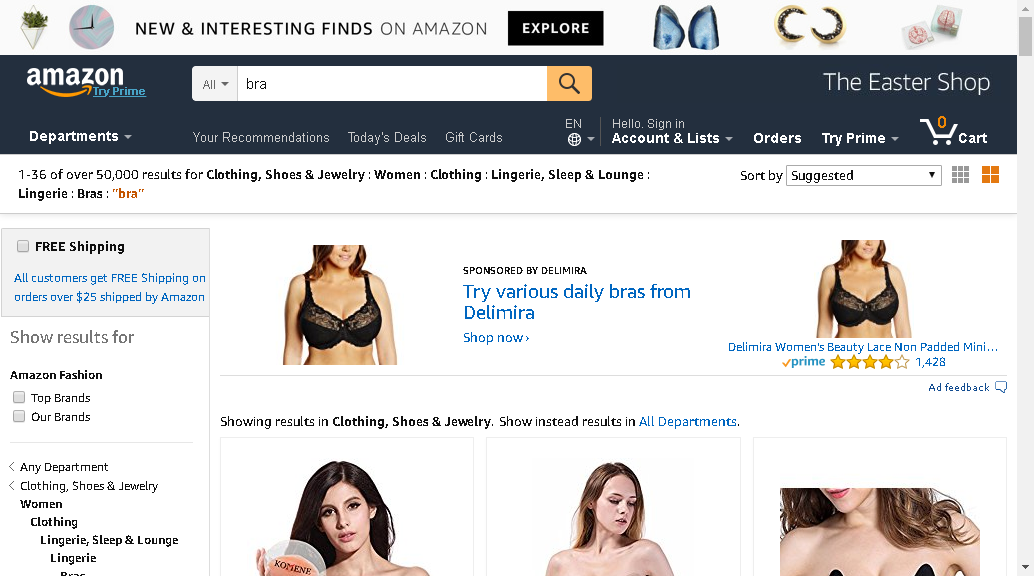 NEW & INTERESTING FINDS ON AMAZON EXPLORE
amazon
Try Prime
All
bra
The Easter Shop
Departments
Your Recommendations Today's Deals Gift Cards
EN
Hello. Sign in
Account & Lists
Orders
Try Prime
0
Cart
1-36 of over 50,000 results for Clothing, Shoes & Jewelry : Women : Clothing : Lingerie, Sleep & Lounge :
Lingerie : Bras : "bra"
Sort by Suggested
FREE Shipping
All customers get FREE Shipping on
orders over $25 shipped by Amazon
Show results for
Amazon Fashion
Top Brands
Our Brands
Any Department
Clothing, Shoes & Jewelry
Women
Clothing
Lingerie, Sleep & Lounge
Lingerie
Bras
SPONSORED BY DELIMIRA
Try various daily bras from
Delimira
Shop now ›
Delimira Women's Beauty Lace Non Padded Mini...
prime 1,428
Ad feedback
Showing results in Clothing, Shoes & Jewelry. Show instead results in All Departments.
KOMENE